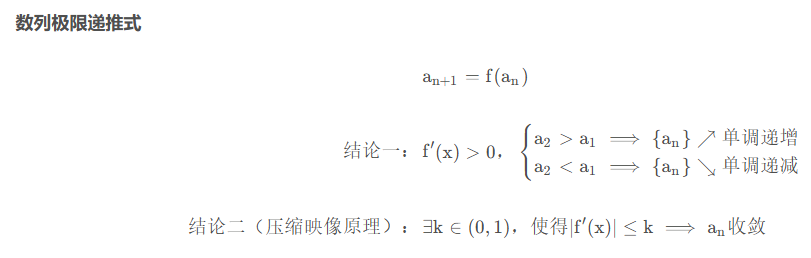 数列极限递推式
aₙ₊₁ = f(aₙ)
结论一：f′(x) > 0， { a₂ > a₁ ⟹ {aₙ} ↗ 单调递增
a₂ < a₁ ⟹ {aₙ} ↘ 单调递减
结论二（压缩映像原理）：∃k ∈ (0, 1)，使得|f′(x)| ≤ k ⟹ aₙ收敛